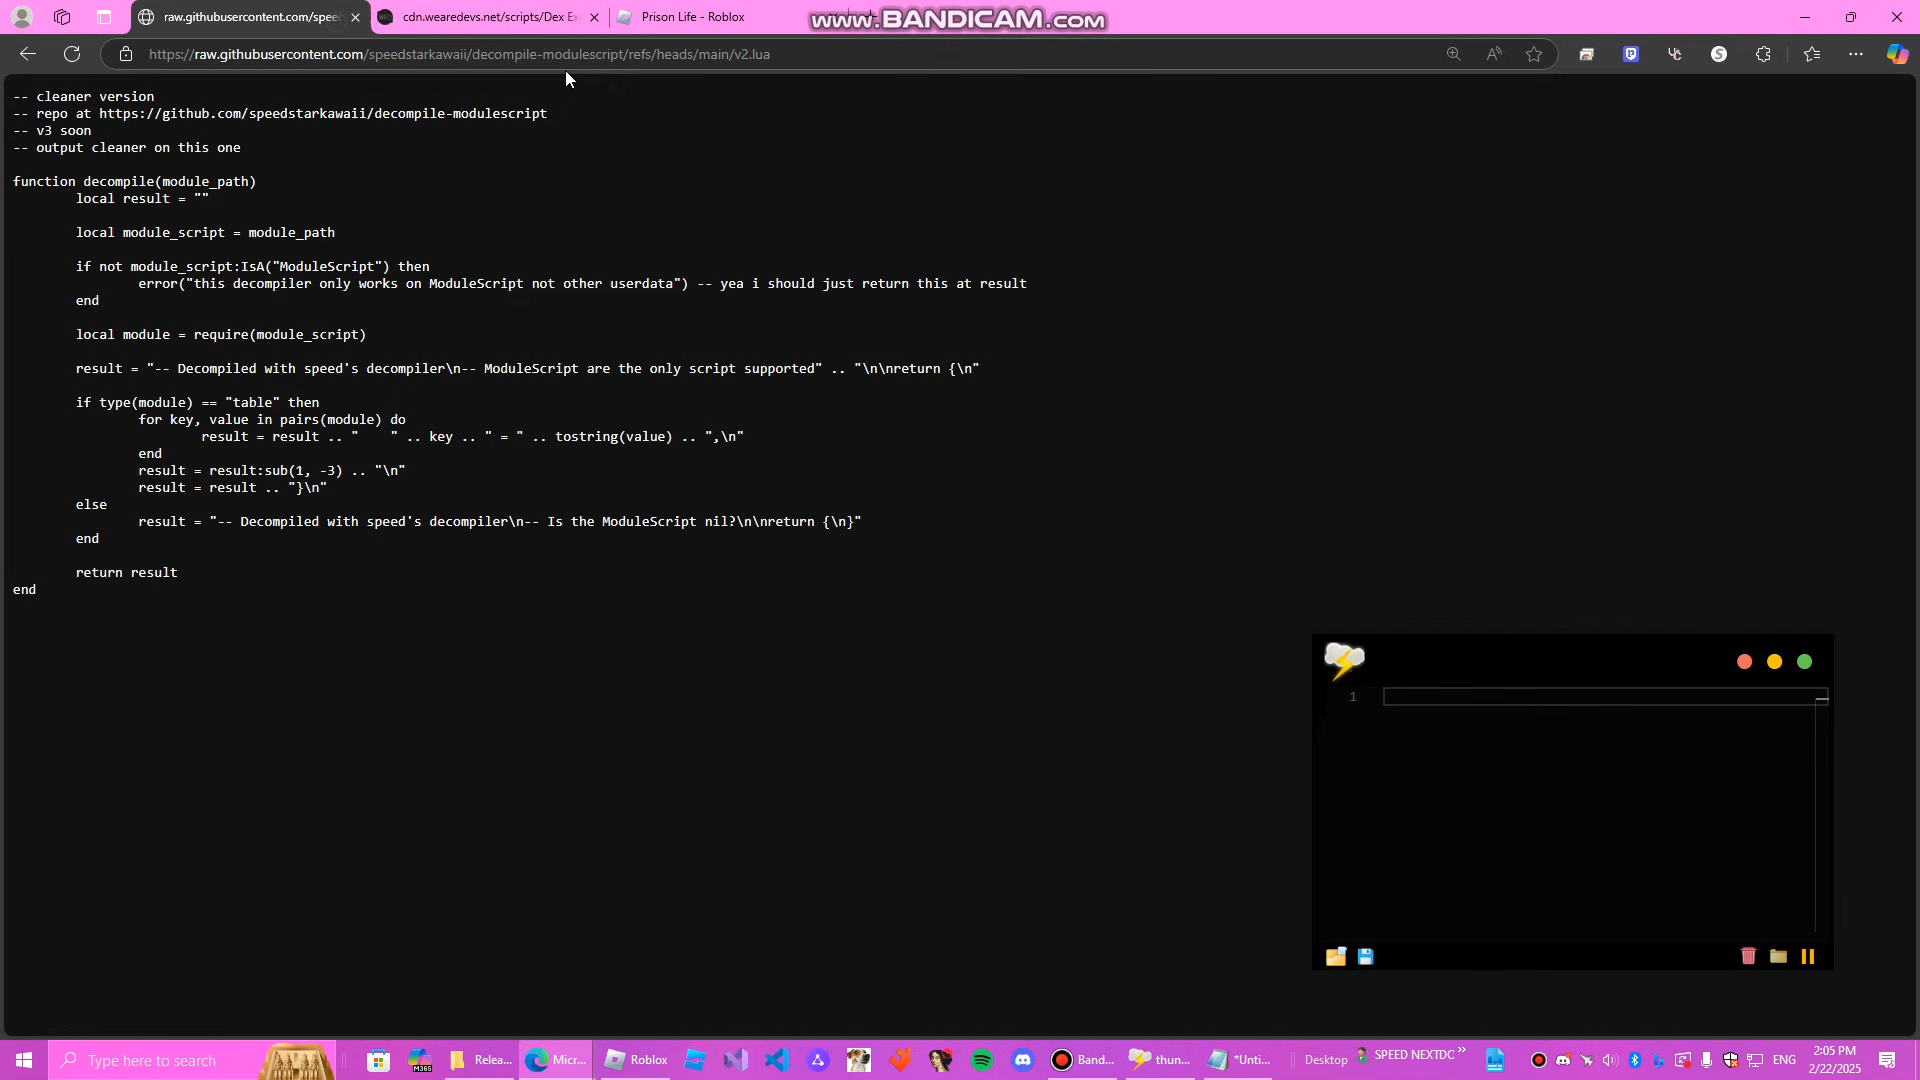 raw.githubusercontent.com/spee
cdn.wearedevs.net/scripts/Dex Ex
Prison Life - Roblox
www.BANDICAM.com
https://raw.githubusercontent.com/speedstarkawaii/decompile-modulescript/refs/heads/main/v2.lua
-- cleaner version
-- repo at https://github.com/speedstarkawaii/decompile-modulescript
-- v3 soon
-- output cleaner on this one
function decompile(module_path)
local result = ""
local module_script = module_path
if not module_script:IsA("ModuleScript") then
error("this decompiler only works on ModuleScript not other userdata") -- yea i should just return this at result
end
local module = require(module_script)
result = "-- Decompiled with speed's decompiler\n-- ModuleScript are the only script supported" .. "\n\nreturn {\n"
if type(module) == "table" then
for key, value in pairs(module) do
result = result .. "    " .. key .. " = " .. tostring(value) .. ",\n"
end
result = result:sub(1, -3) .. "\n"
result = result .. "}\n"
else
result = "-- Decompiled with speed's decompiler\n-- Is the ModuleScript nil?\n\nreturn {\n}"
end
return result
end
1
Type here to search
M365
Relea...
Micr...
Roblox
Band...
thun...
*Unti...
Desktop
SPEED NEXTDC
ENG
2:05 PM
2/22/2025